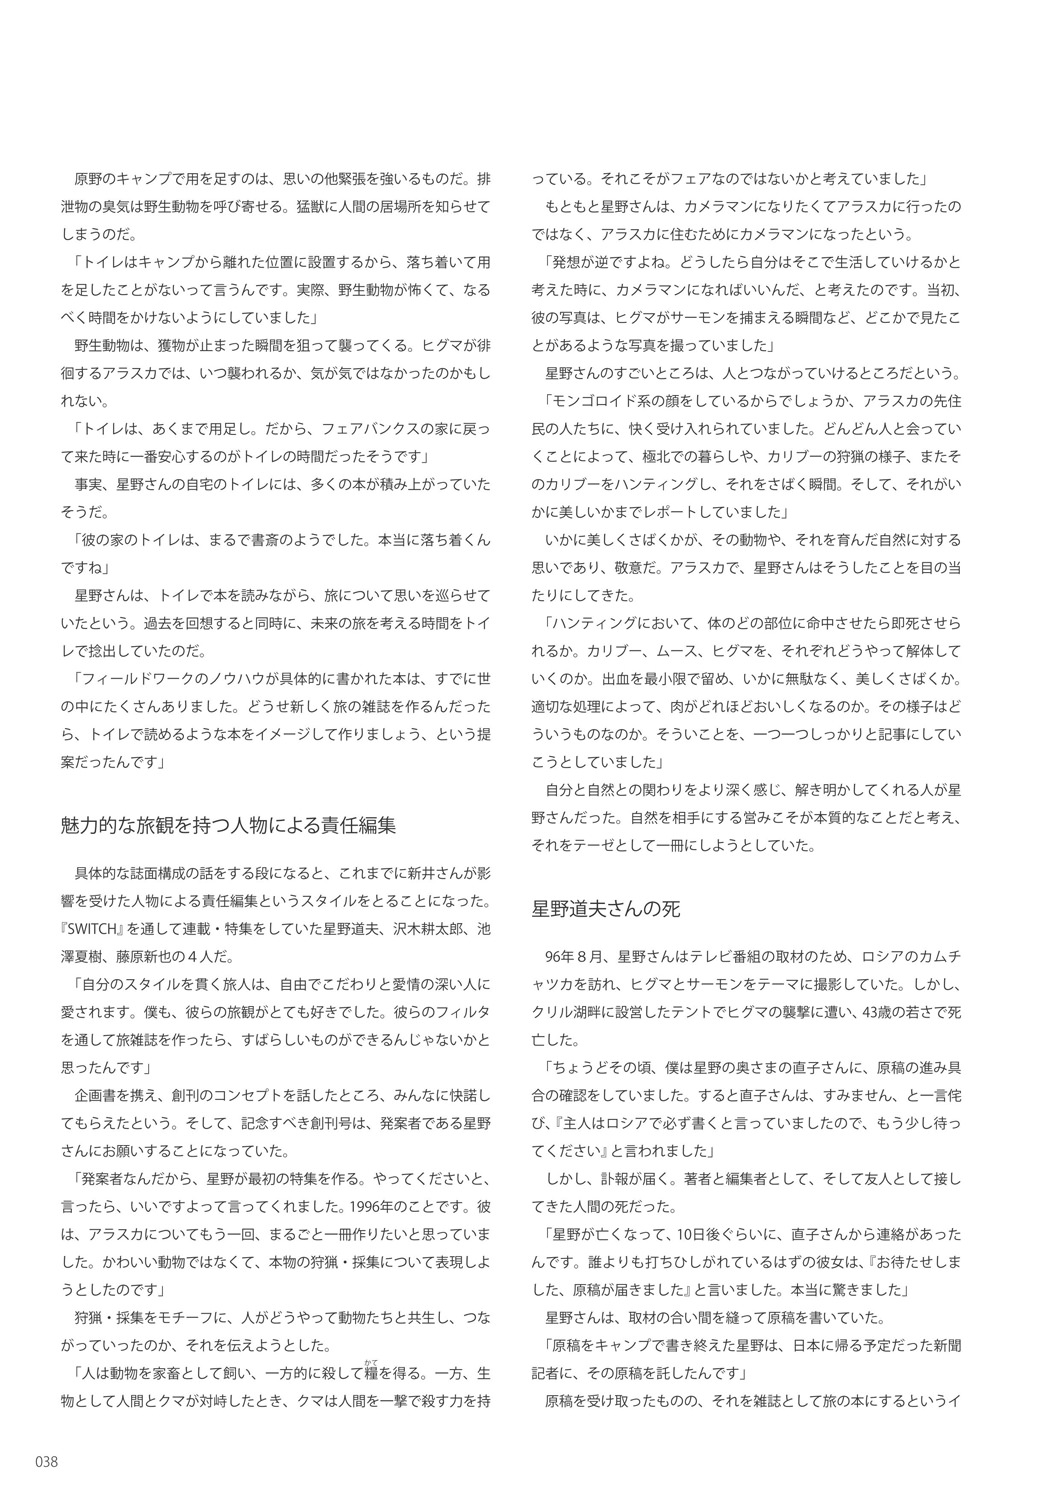 原野のキャンプで用を足すのは、思いの他緊張を強いるものだ。排
泄物の臭気は野生動物を呼び寄せる。猛獣に人間の居場所を知らせて
しまうのだ。
「トイレはキャンプから離れた位置に設置するから、落ち着いて用
を足したことがないって言うんです。実際、野生動物が怖くて、なる
べく時間をかけないようにしていました」
　野生動物は、獲物が止まった瞬間を狙って襲ってくる。ヒグマが徘
徊するアラスカでは、いつ襲われるか、気が気ではなかったのかもし
れない。
「トイレは、あくまで用足し。だから、フェアバンクスの家に戻っ
て来た時に一番安心するのがトイレの時間だったそうです」
　事実、星野さんの自宅のトイレには、多くの本が積み上がっていた
そうだ。
「彼の家のトイレは、まるで書斎のようでした。本当に落ち着くん
ですね」
　星野さんは、トイレで本を読みながら、旅について思いを巡らせて
いたという。過去を回想すると同時に、未来の旅を考える時間をトイ
レで捻出していたのだ。
「フィールドワークのノウハウが具体的に書かれた本は、すでに世
の中にたくさんありました。どうせ新しく旅の雑誌を作るんだった
ら、トイレで読めるような本をイメージして作りましょう、という提
案だったんです」
魅力的な旅観を持つ人物による責任編集
　具体的な誌面構成の話をする段になると、これまでに新井さんが影
響を受けた人物による責任編集というスタイルをとることになった。
『SWITCH』を通して連載・特集をしていた星野道夫、沢木耕太郎、池
澤夏樹、藤原新也の４人だ。
「自分のスタイルを貫く旅人は、自由でこだわりと愛情の深い人に
愛されます。僕も、彼らの旅観がとても好きでした。彼らのフィルタ
を通して旅雑誌を作ったら、すばらしいものができるんじゃないかと
思ったんです」
　企画書を携え、創刊のコンセプトを話したところ、みんなに快諾し
てもらえたという。そして、記念すべき創刊号は、発案者である星野
さんにお願いすることになっていた。
「発案者なんだから、星野が最初の特集を作る。やってくださいと、
言ったら、いいですよって言ってくれました。1996年のことです。彼
は、アラスカについてもう一回、まるごと一冊作りたいと思っていま
した。かわいい動物ではなくて、本物の狩猟・採集について表現しよ
うとしたのです」
　狩猟・採集をモチーフに、人がどうやって動物たちと共生し、つな
がっていったのか、それを伝えようとした。
かて
「人は動物を家畜として飼い、一方的に殺して糧を得る。一方、生
物として人間とクマが対峙したとき、クマは人間を一撃で殺す力を持
っている。それこそがフェアなのではないかと考えていました」
　もともと星野さんは、カメラマンになりたくてアラスカに行ったの
ではなく、アラスカに住むためにカメラマンになったという。
「発想が逆ですよね。どうしたら自分はそこで生活していけるかと
考えた時に、カメラマンになればいいんだ、と考えたのです。当初、
彼の写真は、ヒグマがサーモンを捕まえる瞬間など、どこかで見たこ
とがあるような写真を撮っていました」
　星野さんのすごいところは、人とつながっていけるところだという。
「モンゴロイド系の顔をしているからでしょうか、アラスカの先住
民の人たちに、快く受け入れられていました。どんどん人と会ってい
くことによって、極北での暮らしや、カリブーの狩猟の様子、またそ
のカリブーをハンティングし、それをさばく瞬間。そして、それがい
かに美しいかまでレポートしていました」
　いかに美しくさばくかが、その動物や、それを育んだ自然に対する
思いであり、敬意だ。アラスカで、星野さんはそうしたことを目の当
たりにしてきた。
「ハンティングにおいて、体のどの部位に命中させたら即死させら
れるか。カリブー、ムース、ヒグマを、それぞれどうやって解体して
いくのか。出血を最小限で留め、いかに無駄なく、美しくさばくか。
適切な処理によって、肉がどれほどおいしくなるのか。その様子はど
ういうものなのか。そういうことを、一つ一つしっかりと記事にしてい
こうとしていました」
　自分と自然との関わりをより深く感じ、解き明かしてくれる人が星
野さんだった。自然を相手にする営みこそが本質的なことだと考え、
それをテーゼとして一冊にしようとしていた。
星野道夫さんの死
　96年８月、星野さんはテレビ番組の取材のため、ロシアのカムチ
ャツカを訪れ、ヒグマとサーモンをテーマに撮影していた。しかし、
クリル湖畔に設営したテントでヒグマの襲撃に遭い、43歳の若さで死
亡した。
「ちょうどその頃、僕は星野の奥さまの直子さんに、原稿の進み具
合の確認をしていました。すると直子さんは、すみません、と一言侘
び、『主人はロシアで必ず書くと言っていましたので、もう少し待っ
てください』と言われました」
　しかし、訃報が届く。著者と編集者として、そして友人として接し
てきた人間の死だった。
「星野が亡くなって、10日後ぐらいに、直子さんから連絡があった
んです。誰よりも打ちひしがれているはずの彼女は、『お待たせしま
した、原稿が届きました』と言いました。本当に驚きました」
　星野さんは、取材の合い間を縫って原稿を書いていた。
「原稿をキャンプで書き終えた星野は、日本に帰る予定だった新聞
記者に、その原稿を託したんです」
　原稿を受け取ったものの、それを雑誌として旅の本にするというイ
038